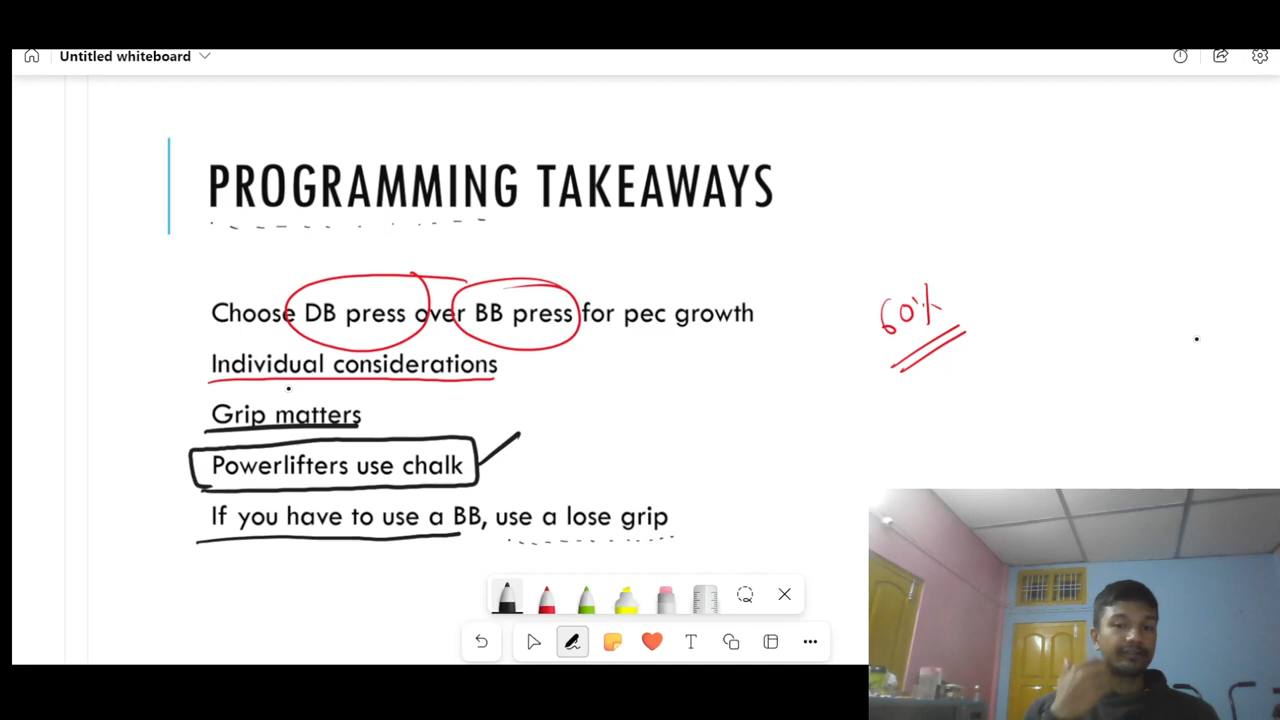 Untitled whiteboard
PROGRAMMING TAKEAWAYS
Choose DB press over BB press for pec growth
60%
Individual considerations
Grip matters
Powerlifters use chalk
If you have to use a BB, use a lose grip
T